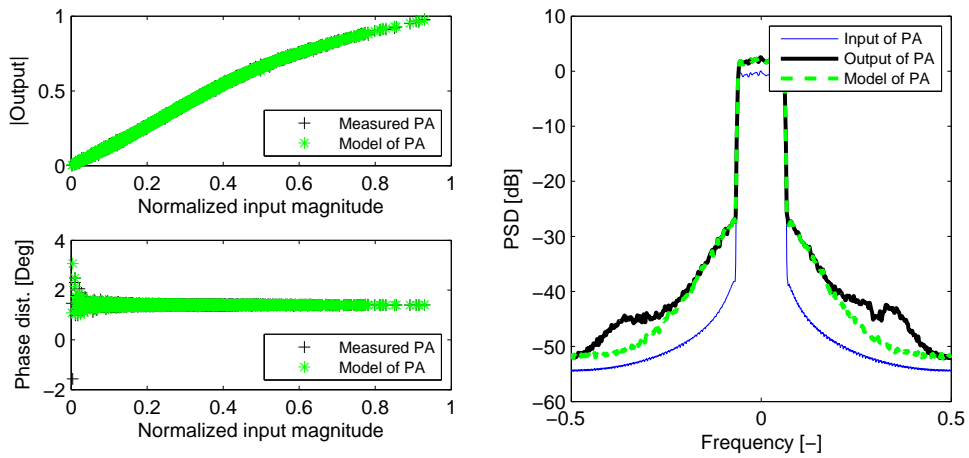 1
0.5
0
|Output|
Measured PA
Model of PA
0 0.2 0.4 0.6 0.8 1
Normalized input magnitude
4
2
0
−2
Phase dist. [Deg]
Measured PA
Model of PA
0 0.2 0.4 0.6 0.8 1
Normalized input magnitude
10
0
−10
−20
−30
−40
−50
−60
PSD [dB]
Input of PA
Output of PA
Model of PA
-0.5 0 0.5
Frequency [-]